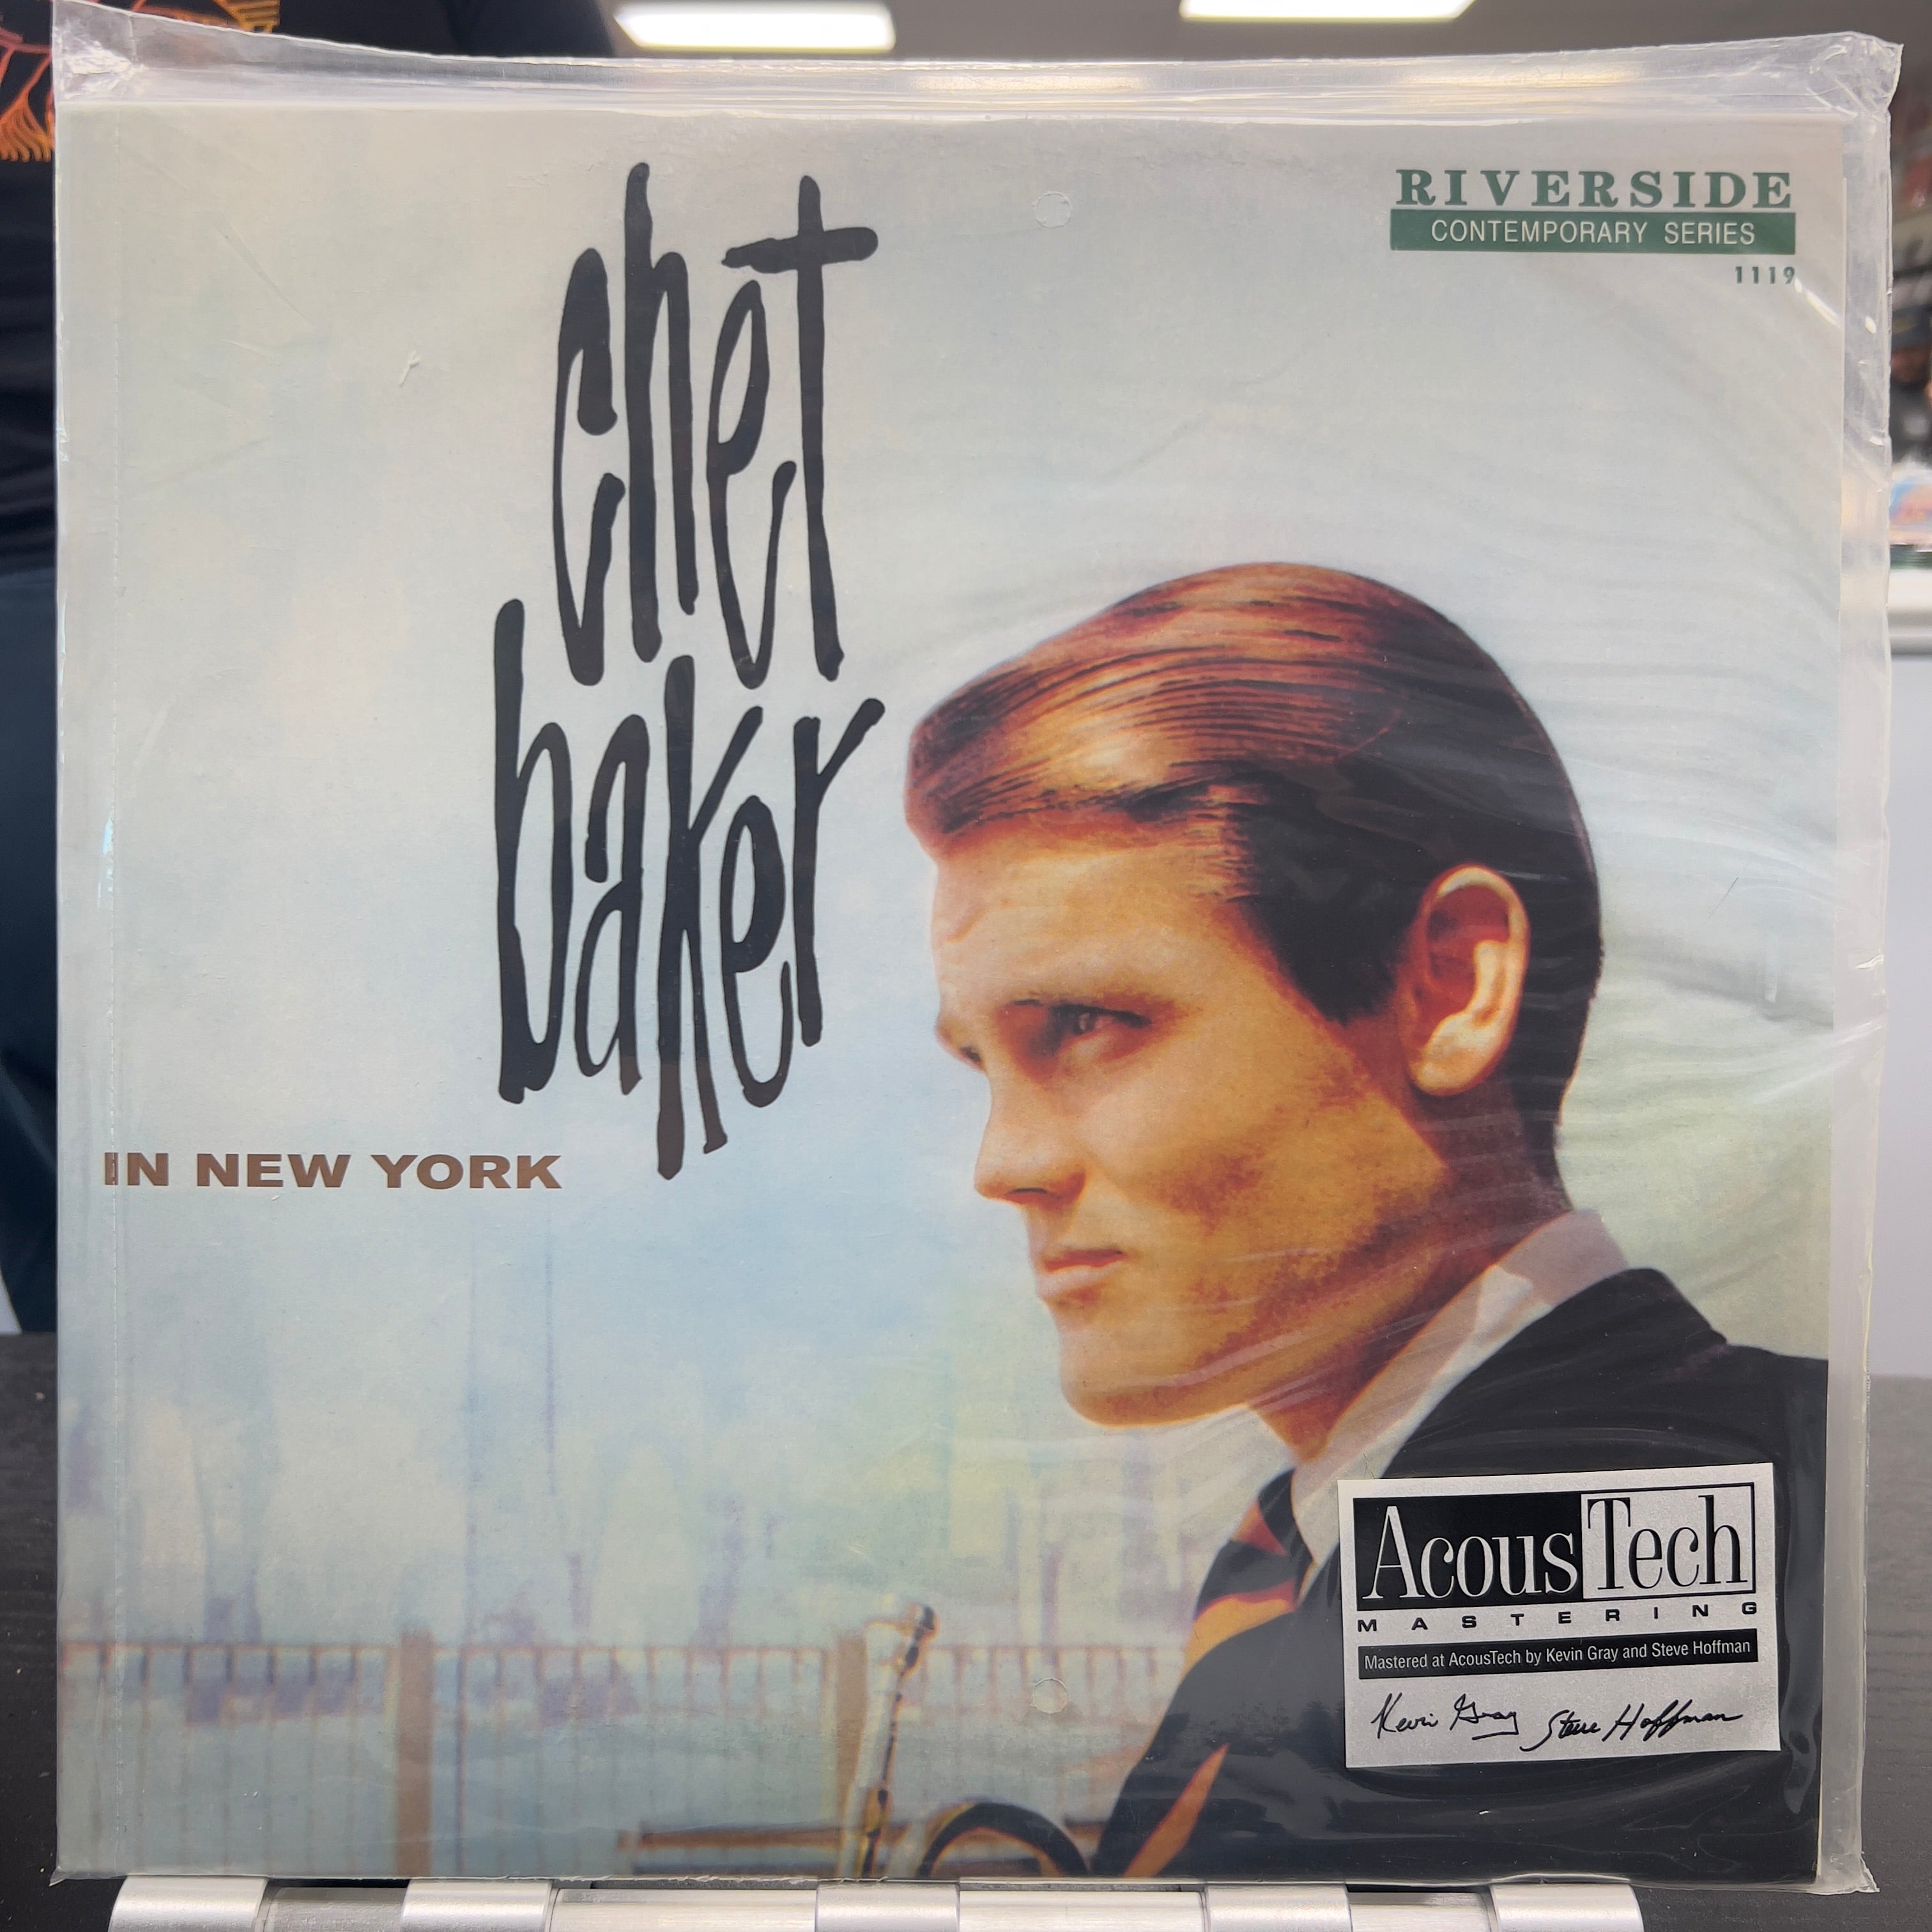 chet
baker
IN NEW YORK
RIVERSIDE
CONTEMPORARY SERIES
1119
AcousTech
MASTERING
Mastered at AcousTech by Kevin Gray and Steve Hoffman
Kevin Gray Steve Hoffman